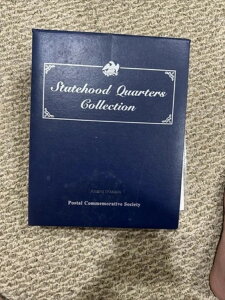 Statehood Quarters
Collection
Postal Commemorative Society